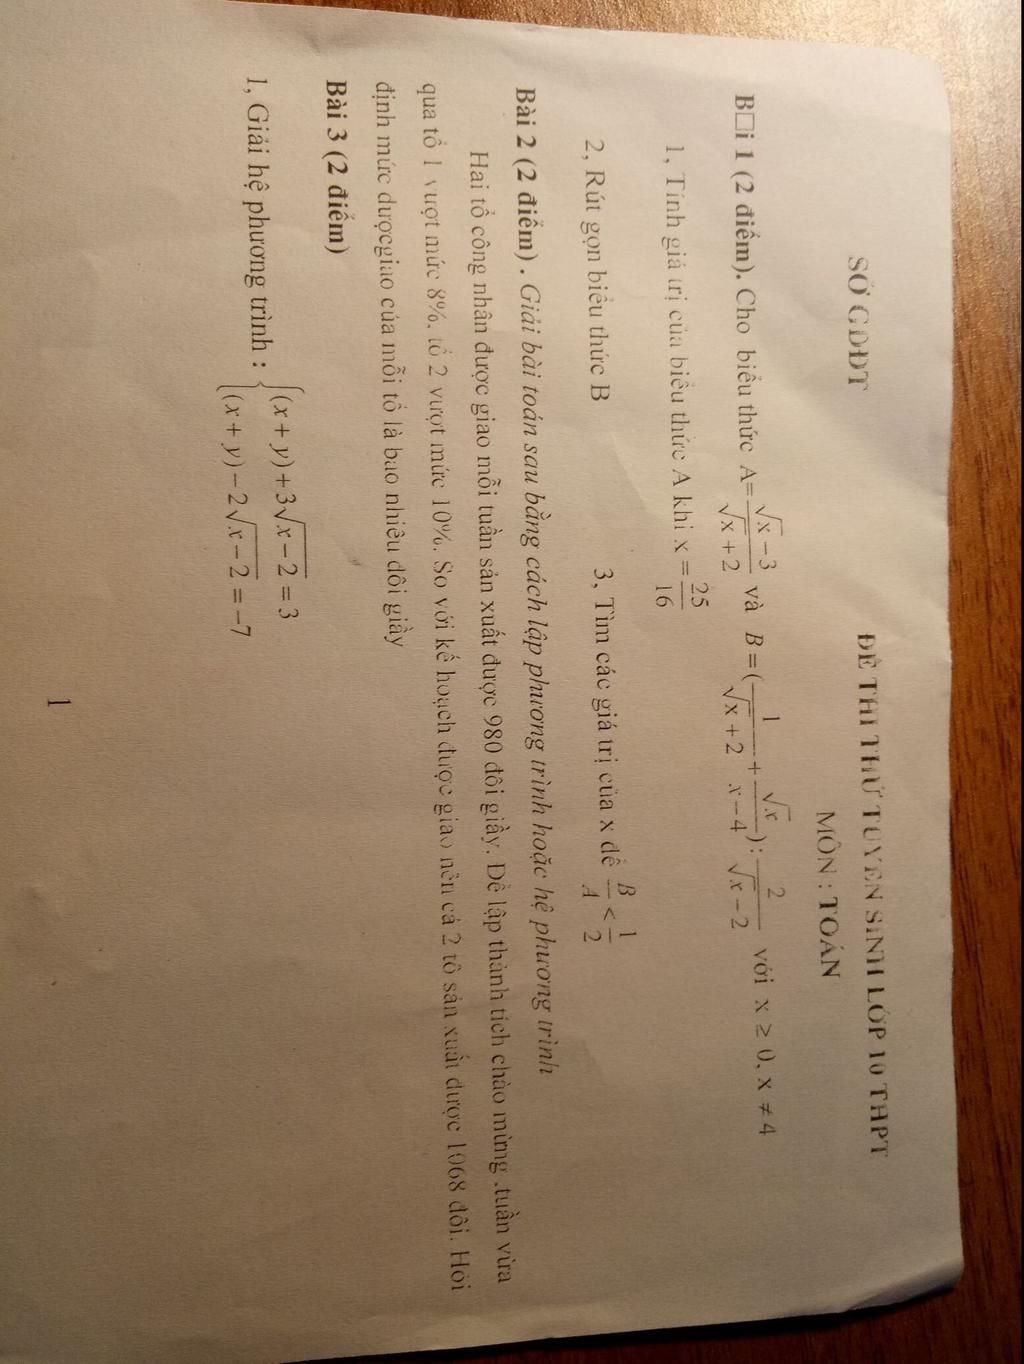 SỞ GDĐT ĐỀ THI THỬ TUYỂN SINH LỚP 10 THPT
MÔN : TOÁN
B□i 1 (2 điểm). Cho biểu thức A=(√x−3)/(√x+2) và B=(1/(√x+2)+√x/(x−4)):2/(√x−2) với x ≥ 0, x ≠ 4
1, Tính giá trị của biểu thức A khi x = 25/16
2, Rút gọn biểu thức B 3, Tìm các giá trị của x để B/A < 1/2
Bài 2 (2 điểm) . Giải bài toán sau bằng cách lập phương trình hoặc hệ phương trình
Hai tổ công nhân được giao mỗi tuần sản xuất được 980 đôi giầy. Để lập thành tích chào mừng .tuần vừa
qua tổ 1 vượt mức 8%. tổ 2 vượt mức 10%. So với kế hoạch được giao nên cả 2 tổ sản xuất được 1068 đôi. Hỏi
định mức đượcgiao của mỗi tổ là bao nhiêu đôi giầy
Bài 3 (2 điểm)
1, Giải hệ phương trình : {(x + y)+3√(x−2) = 3
(x + y)−2√(x−2) = −7
1